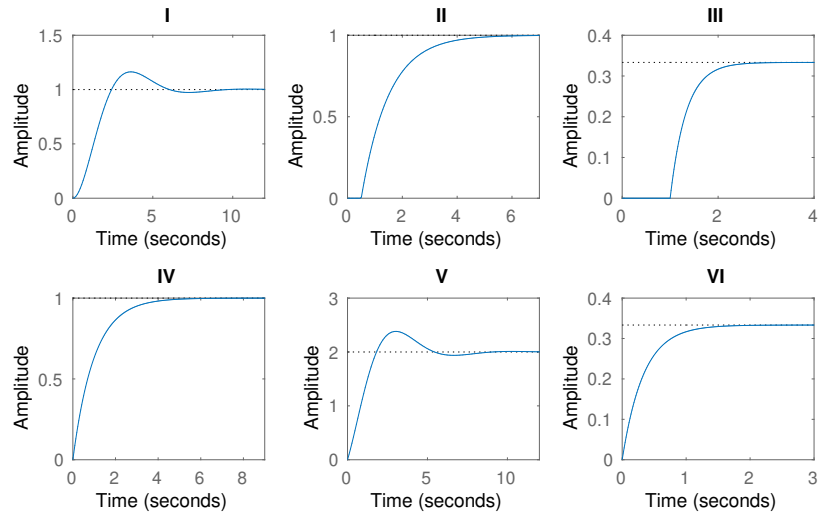 I
II
III
1.5
1
0.5
0
Amplitude
0 5 10
Time (seconds)
1
0.5
0
Amplitude
0 2 4 6
Time (seconds)
0.4
0.3
0.2
0.1
0
Amplitude
0 2 4
Time (seconds)
IV
V
VI
1
0.5
0
Amplitude
0 2 4 6 8
Time (seconds)
3
2
1
0
Amplitude
0 5 10
Time (seconds)
0.4
0.3
0.2
0.1
0
Amplitude
0 1 2 3
Time (seconds)